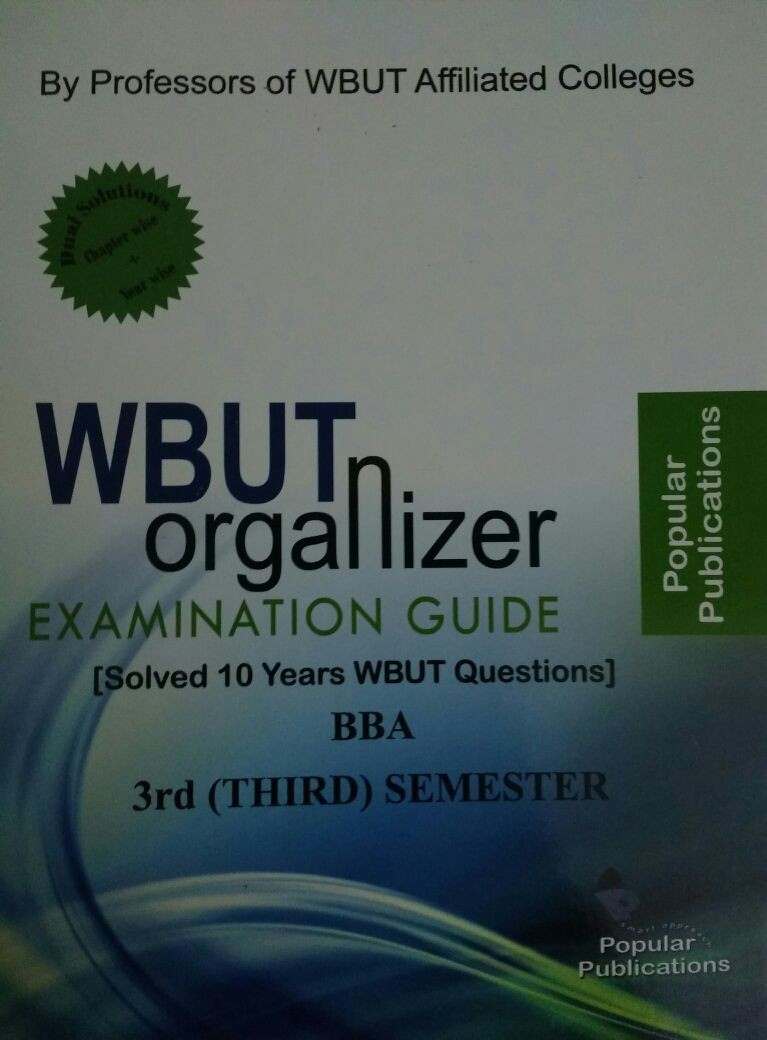 By Professors of WBUT Affiliated Colleges
Dual Solutions
Chapter wise
+
Year wise
WBUT
organizer
Popular
Publications
EXAMINATION GUIDE
[Solved 10 Years WBUT Questions]
BBA
3rd (THIRD) SEMESTER
smart approach
Popular
Publications